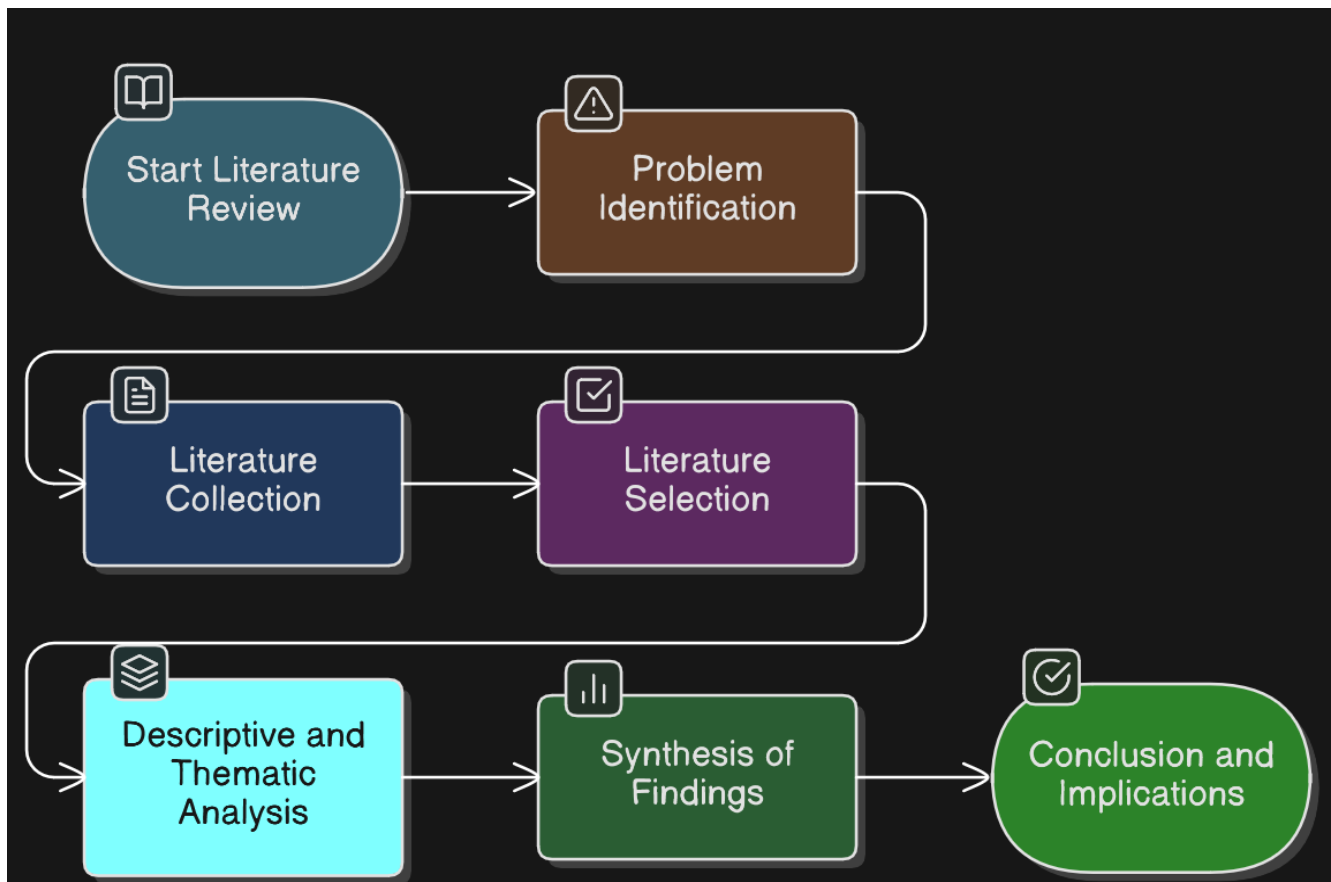 Start Literature
Review
Problem
Identification
Literature
Collection
Literature
Selection
Descriptive and
Thematic
Analysis
Synthesis of
Findings
Conclusion and
Implications